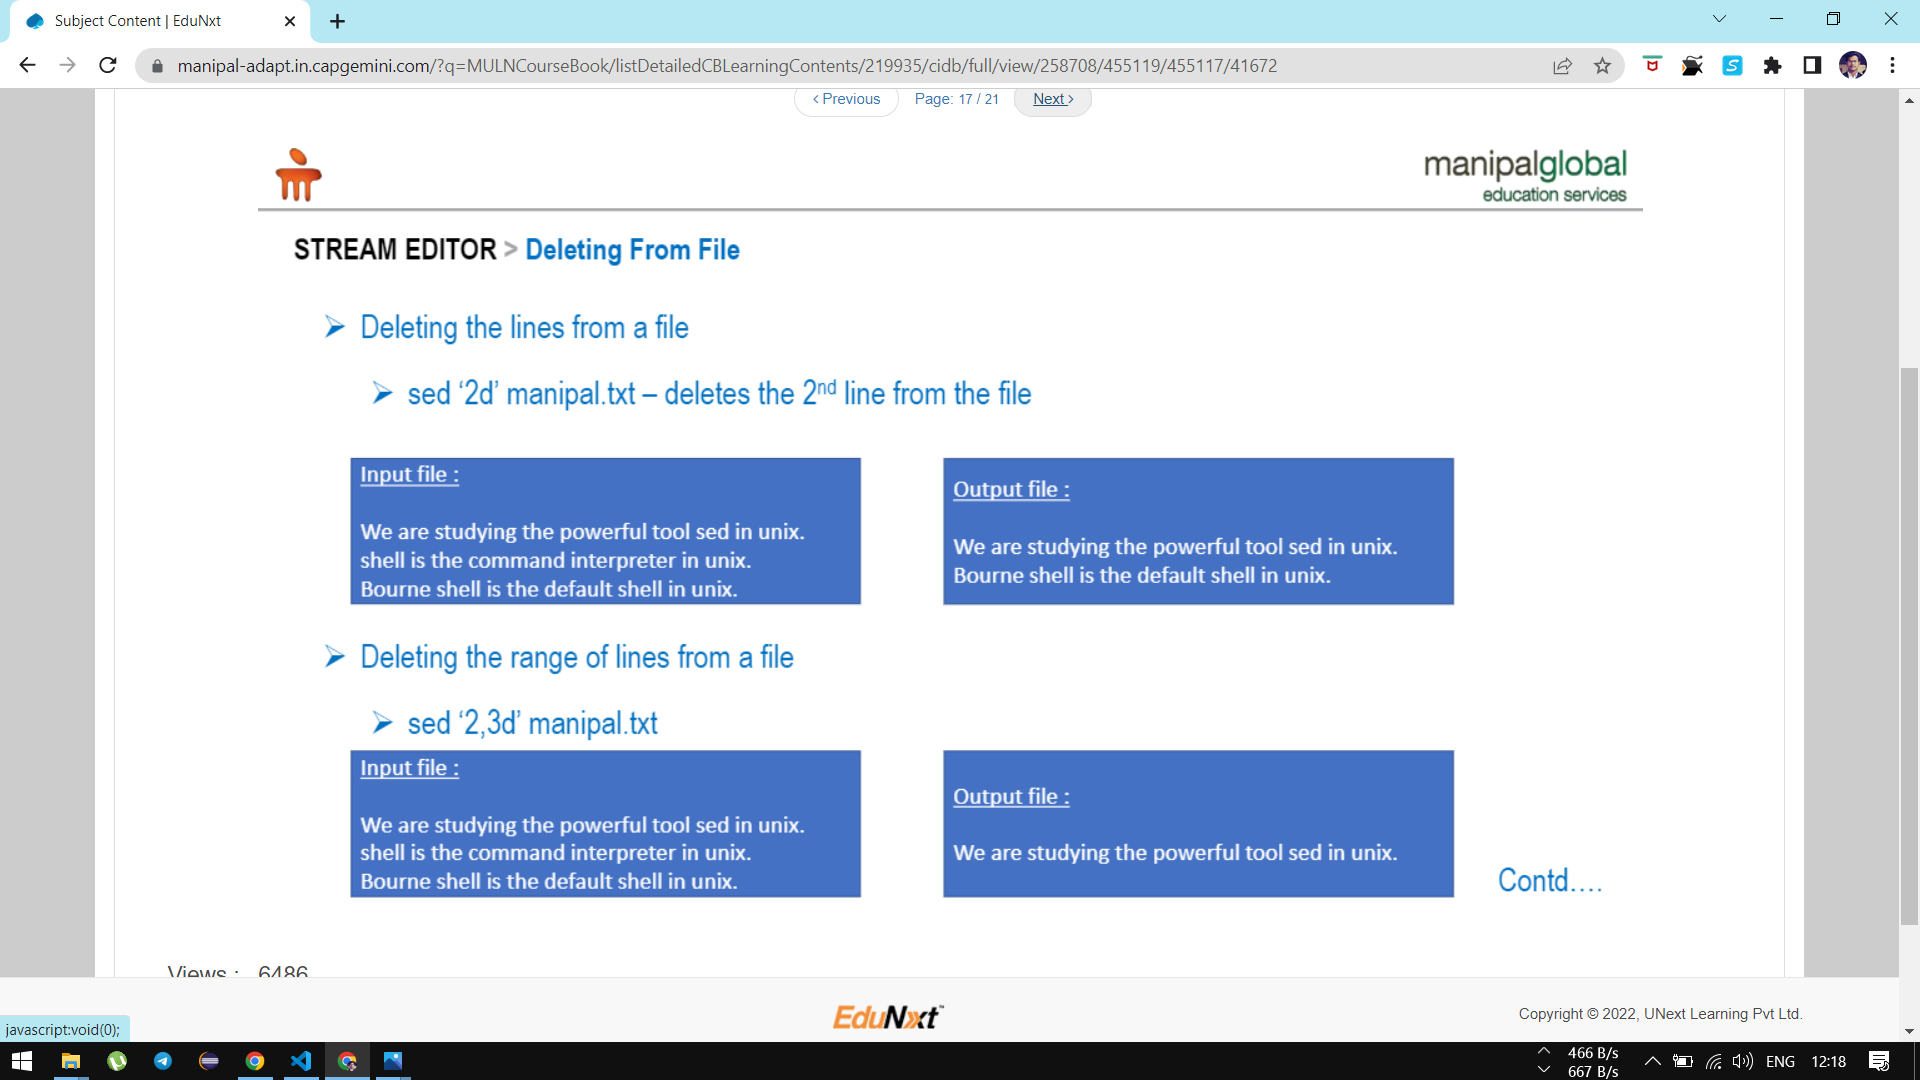 Subject Content | EduNxt
manipal-adapt.in.capgemini.com/?q=MULNCourseBook/listDetailedCBLearningContents/219935/cidb/full/view/258708/455119/455117/41672
‹ Previous Page: 17 / 21 Next ›
manipalglobal
education services
STREAM EDITOR > Deleting From File
➢ Deleting the lines from a file
➢ sed ‘2d’ manipal.txt – deletes the 2nd line from the file
Input file :
We are studying the powerful tool sed in unix.
shell is the command interpreter in unix.
Bourne shell is the default shell in unix.
Output file :
We are studying the powerful tool sed in unix.
Bourne shell is the default shell in unix.
➢ Deleting the range of lines from a file
➢ sed ‘2,3d’ manipal.txt
Input file :
We are studying the powerful tool sed in unix.
shell is the command interpreter in unix.
Bourne shell is the default shell in unix.
Output file :
We are studying the powerful tool sed in unix.
Contd....
Views : 6486
EduNxt™
Copyright © 2022, UNext Learning Pvt Ltd.
javascript:void(0);
466 B/s
667 B/s
ENG 12:18